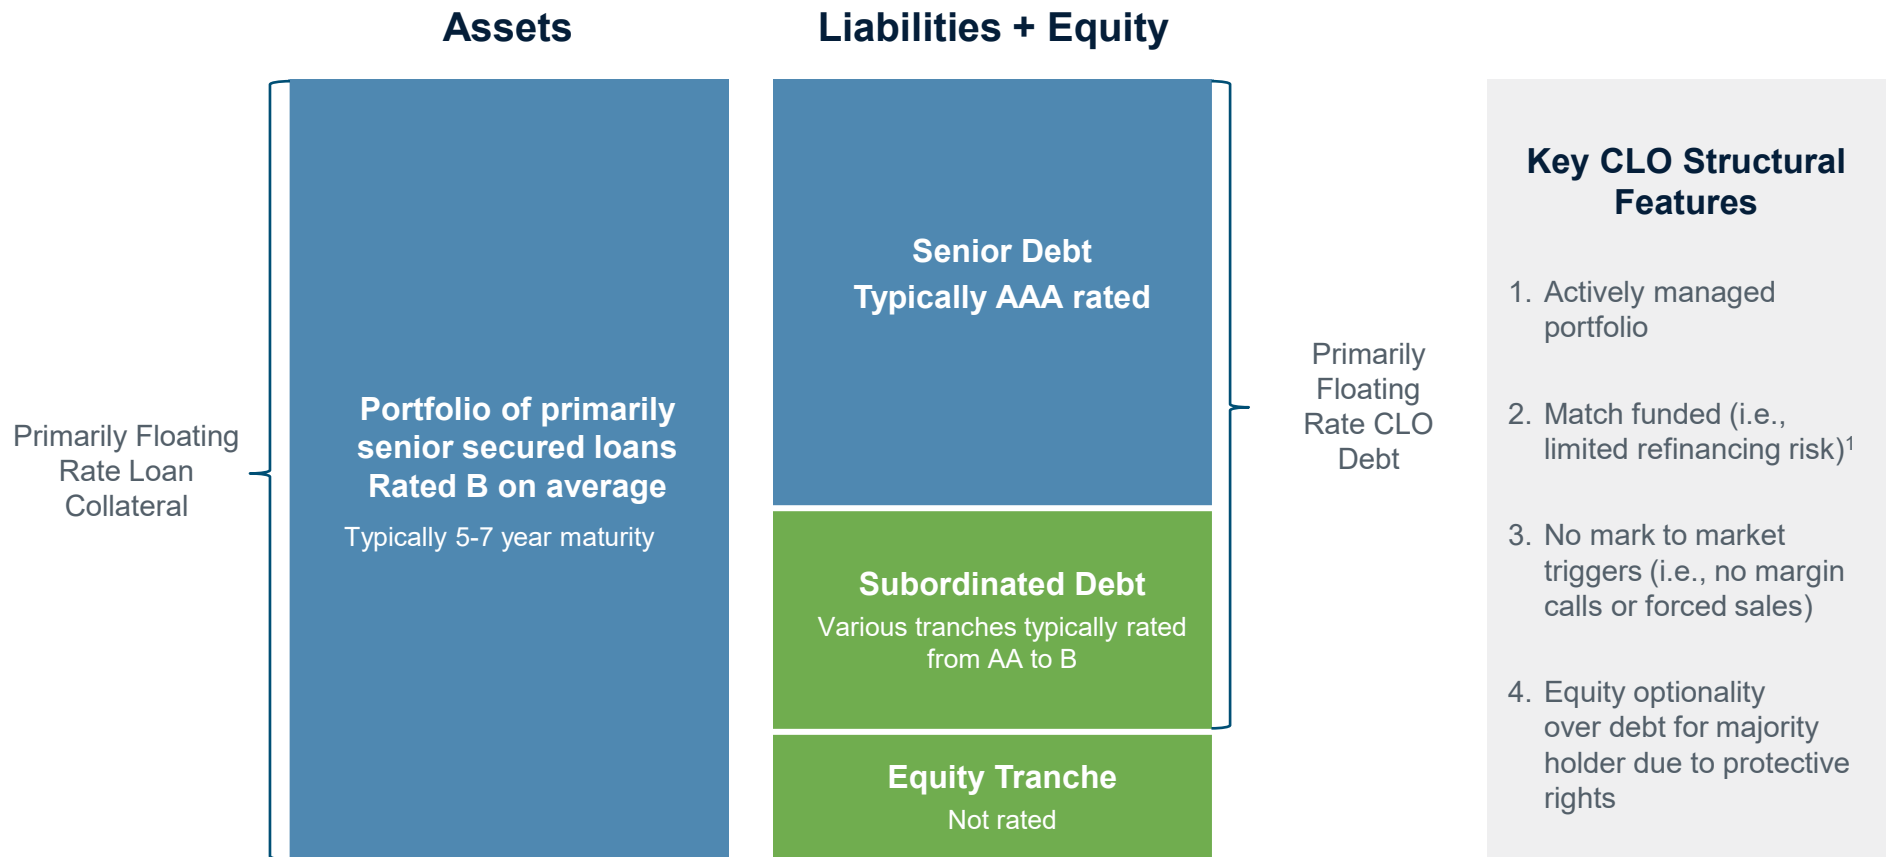 Assets
Liabilities + Equity
Primarily Floating
Rate Loan
Collateral
Portfolio of primarily
senior secured loans
Rated B on average
Typically 5-7 year maturity
Senior Debt
Typically AAA rated
Subordinated Debt
Various tranches typically rated
from AA to B
Equity Tranche
Not rated
Primarily
Floating
Rate CLO
Debt
Key CLO Structural
Features
1. Actively managed
portfolio
2. Match funded (i.e.,
limited refinancing risk)¹
3. No mark to market
triggers (i.e., no margin
calls or forced sales)
4. Equity optionality
over debt for majority
holder due to protective
rights